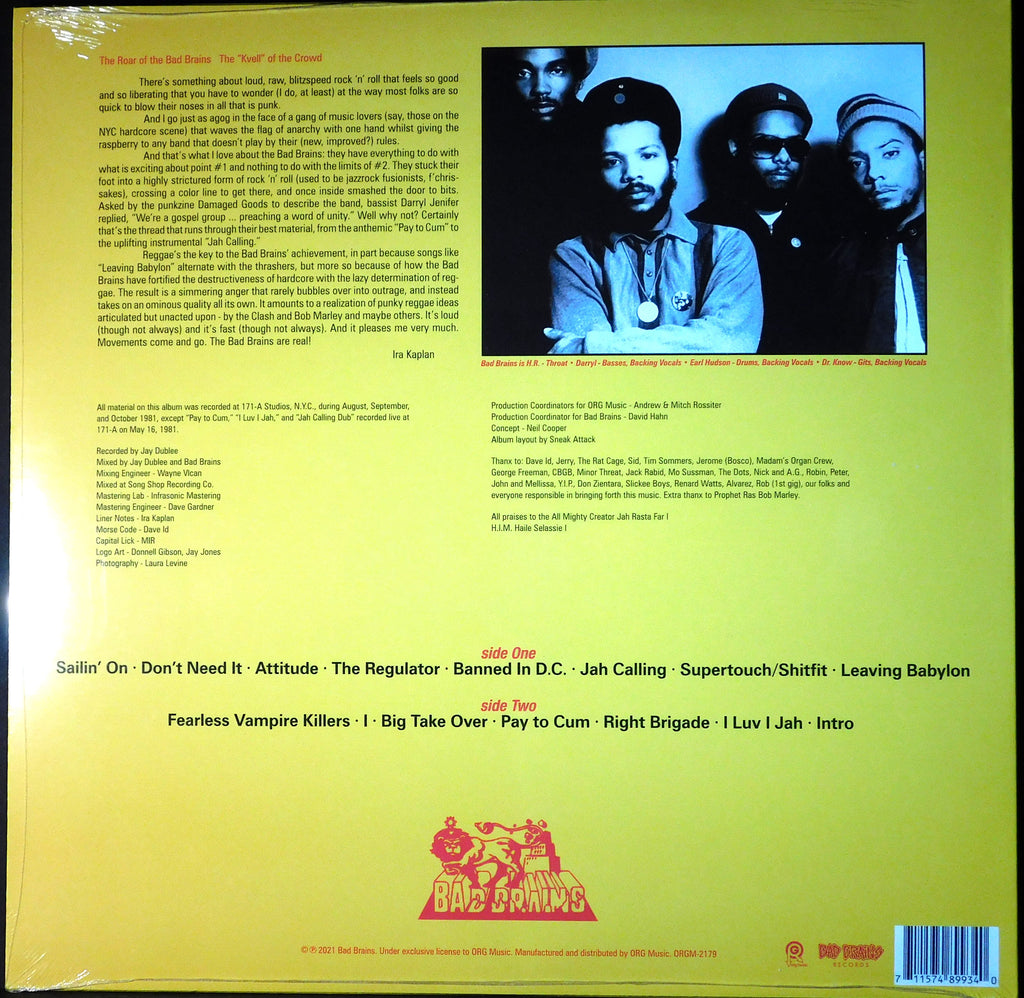 The Roar of the Bad Brains   The "Kvell" of the Crowd
There's something about loud, raw, blitzspeed rock 'n' roll that feels so good
and so liberating that you have to wonder (I do, at least) at the way most folks are so
quick to blow their noses in all that is punk.
And I go just as agog in the face of a gang of music lovers (say, those on the
NYC hardcore scene) that waves the flag of anarchy with one hand whilst giving the
raspberry to any band that doesn't play by their (new, improved?) rules.
And that's what I love about the Bad Brains: they have everything to do with
what is exciting about point #1 and nothing to do with the limits of #2. They stuck their
foot into a highly strictured form of rock 'n' roll (used to be jazzrock fusionists, f'chris-
sakes), crossing a color line to get there, and once inside smashed the door to bits.
Asked by the punkzine Damaged Goods to describe the band, bassist Darryl Jenifer
replied, "We're a gospel group ... preaching a word of unity." Well why not? Certainly
that's the thread that runs through their best material, from the anthemic "Pay to Cum" to
the uplifting instrumental "Jah Calling."
Reggae's the key to the Bad Brains' achievement, in part because songs like
"Leaving Babylon" alternate with the thrashers, but more so because of how the Bad
Brains have fortified the destructiveness of hardcore with the lazy determination of reg-
gae. The result is a simmering anger that rarely bubbles over into outrage, and instead
takes on an ominous quality all its own. It amounts to a realization of punky reggae ideas
articulated but unacted upon - by the Clash and Bob Marley and maybe others. It's loud
(though not always) and it's fast (though not always). And it pleases me very much.
Movements come and go. The Bad Brains are real!
Ira Kaplan
Bad Brains is H.R. - Throat • Darryl - Basses, Backing Vocals • Earl Hudson - Drums, Backing Vocals • Dr. Know - Gits, Backing Vocals
All material on this album was recorded at 171-A Studios, N.Y.C., during August, September,
and October 1981, except "Pay to Cum," "I Luv I Jah," and "Jah Calling Dub" recorded live at
171-A on May 16, 1981.
Recorded by Jay Dublee
Mixed by Jay Dublee and Bad Brains
Mixing Engineer - Wayne Vlcan
Mixed at Song Shop Recording Co.
Mastering Lab - Infrasonic Mastering
Mastering Engineer - Dave Gardner
Liner Notes - Ira Kaplan
Morse Code - Dave Id
Capital Lick - MIR
Logo Art - Donnell Gibson, Jay Jones
Photography - Laura Levine
Production Coordinators for ORG Music - Andrew & Mitch Rossiter
Production Coordinator for Bad Brains - David Hahn
Concept - Neil Cooper
Album layout by Sneak Attack
Thanx to: Dave Id, Jerry, The Rat Cage, Sid, Tim Sommers, Jerome (Bosco), Madam's Organ Crew,
George Freeman, CBGB, Minor Threat, Jack Rabid, Mo Sussman, The Dots, Nick and A.G., Robin, Peter,
John and Mellissa, Y.I.P., Don Zientara, Slickee Boys, Renard Watts, Alvarez, Rob (1st gig), our folks and
everyone responsible in bringing forth this music. Extra thanx to Prophet Ras Bob Marley.
All praises to the All Mighty Creator Jah Rasta Far I
H.I.M. Haile Selassie I
side One
Sailin' On · Don't Need It · Attitude · The Regulator · Banned In D.C. · Jah Calling · Supertouch/Shitfit · Leaving Babylon
side Two
Fearless Vampire Killers · I · Big Take Over · Pay to Cum · Right Brigade · I Luv I Jah · Intro
BAD BRAINS
©℗ 2021 Bad Brains. Under exclusive license to ORG Music. Manufactured and distributed by ORG Music. ORGM-2179
BAD BRAINS
RECORDS
7 11574 89934 0